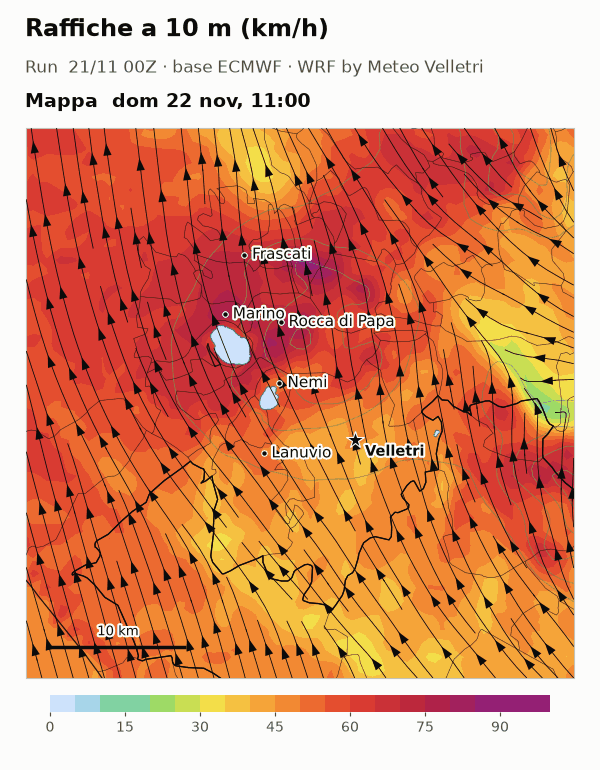 Raffiche a 10 m (km/h)
Run 21/11 00Z · base ECMWF · WRF by Meteo Velletri
Mappa dom 22 nov, 11:00
Frascati
Marino
Rocca di Papa
Nemi
Velletri
Lanuvio
10 km
0 15 30 45 60 75 90